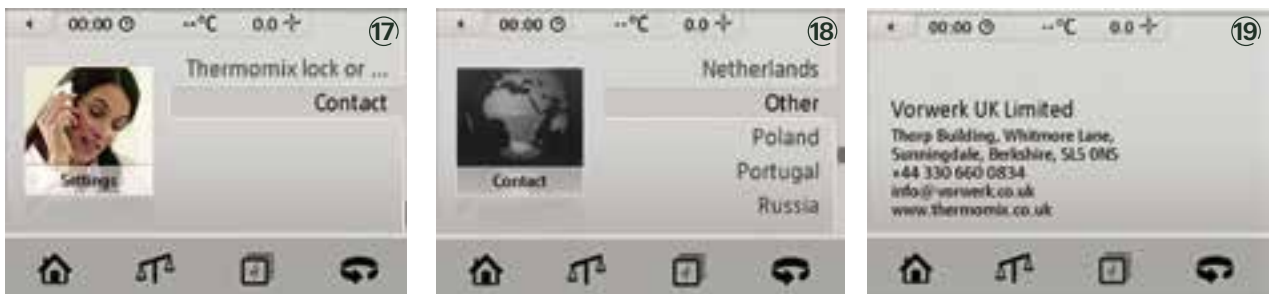 00:00 --°C 0.0 17
Thermomix lock or ...
Contact
Settings
00:00 --°C 0.0 18
Netherlands
Other
Poland
Portugal
Russia
Contact
00:00 --°C 0.0 19
Vorwerk UK Limited
Thorp Building, Whitmore Lane,
Sunningdale, Berkshire, SL5 0NS
+44 330 660 0834
info@vorwerk.co.uk
www.thermomix.co.uk